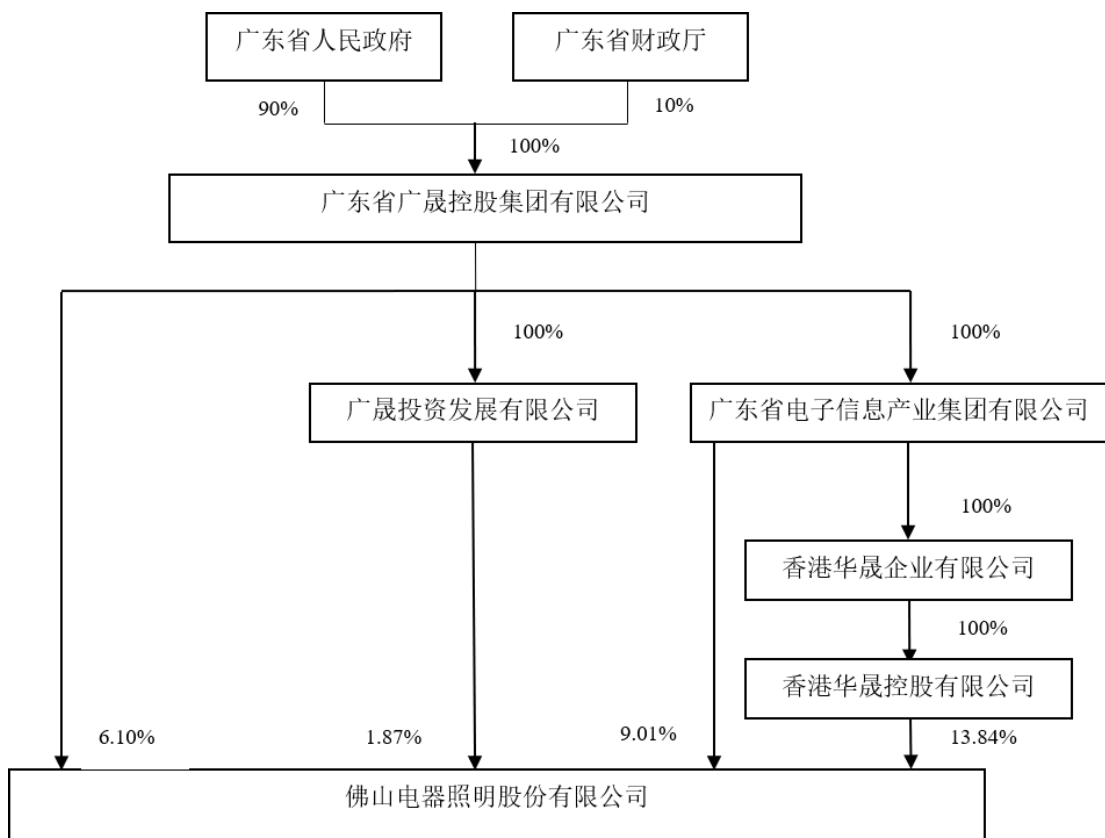 广东省人民政府
广东省财政厅
90%
10%
100%
广东省广晟控股集团有限公司
100%
100%
广晟投资发展有限公司
广东省电子信息产业集团有限公司
100%
香港华晟企业有限公司
100%
香港华晟控股有限公司
6.10%
1.87%
9.01%
13.84%
佛山电器照明股份有限公司